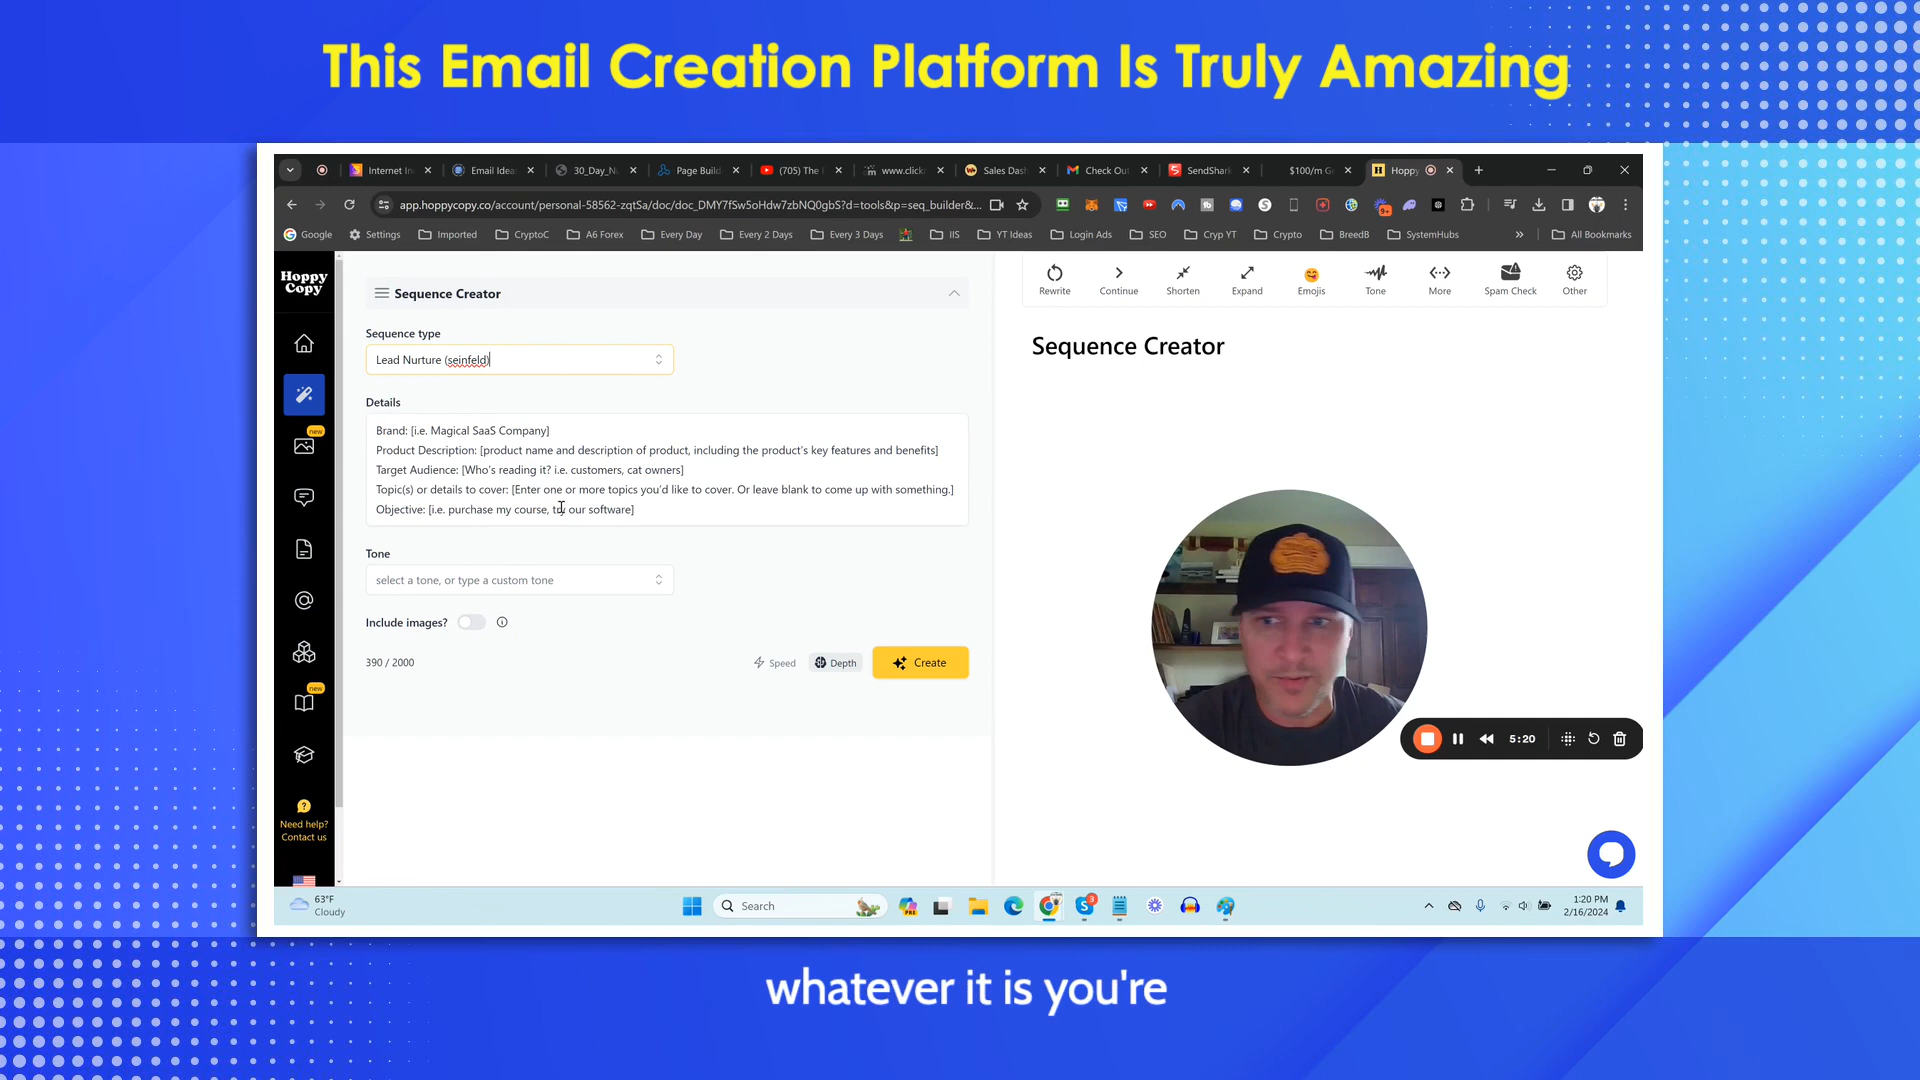 This Email Creation Platform Is Truly Amazing
Internet In
Email Idea
30_Day_N
Page Build
(705) The
www.click
Sales Dash
Check Out
SendShark
$100/m G
Hoppy
app.hoppycopy.co/account/personal-58562-zqtSa/doc/doc_DMY7fSw5oHdw7zbNQ0gbS?d=tools&p=seq_builder&...
9+
Google
Settings
Imported
CryptoC
A6 Forex
Every Day
Every 2 Days
Every 3 Days
IIS
YT Ideas
Login Ads
SEO
Cryp YT
Crypto
BreedB
SystemHubs
»
All Bookmarks
Hoppy
Copy
new
new
Need help?
Contact us
Sequence Creator
Sequence type
Lead Nurture (seinfeld)
Details
Brand: [i.e. Magical SaaS Company]
Product Description: [product name and description of product, including the product's key features and benefits]
Target Audience: [Who's reading it? i.e. customers, cat owners]
Topic(s) or details to cover: [Enter one or more topics you'd like to cover. Or leave blank to come up with something.]
Objective: [i.e. purchase my course, try our software]
Tone
select a tone, or type a custom tone
Include images?
390 / 2000
Speed
Depth
Create
Rewrite
Continue
Shorten
Expand
Emojis
Tone
More
Spam Check
Other
Sequence Creator
5:20
63°F
Cloudy
Search
PRE
3
1:20 PM
2/16/2024
whatever it is you're